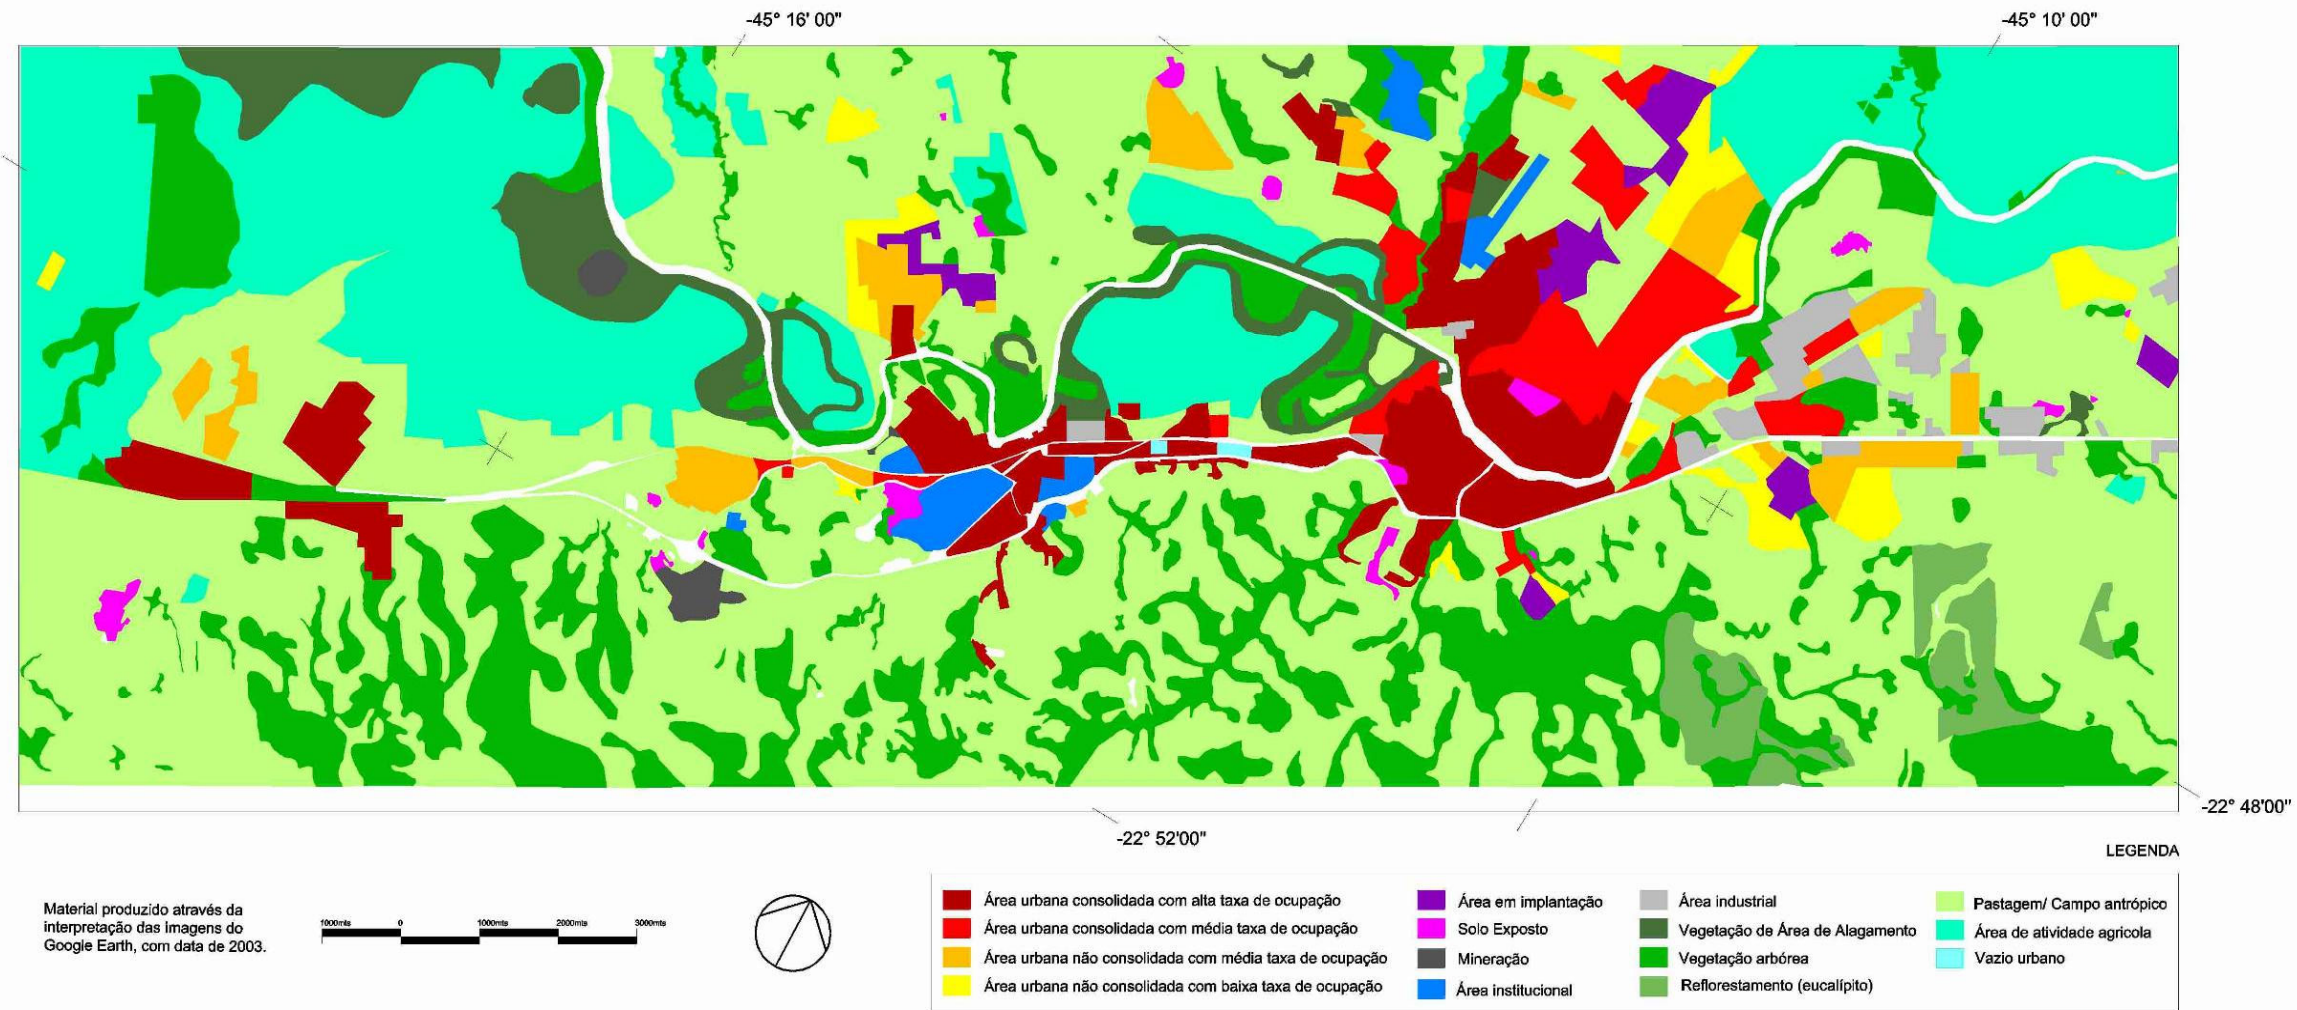 -45° 16' 00"
-45° 10' 00"
-22° 48'00"
-22° 52'00"
LEGENDA
Material produzido através da
interpretação das imagens do
Google Earth, com data de 2003.
1000mts 0 1000mts 2000mts 3000mts
Área urbana consolidada com alta taxa de ocupação
Área urbana consolidada com média taxa de ocupação
Área urbana não consolidada com média taxa de ocupação
Área urbana não consolidada com baixa taxa de ocupação
Área em implantação
Solo Exposto
Mineração
Área institucional
Área industrial
Vegetação de Área de Alagamento
Vegetação arbórea
Reflorestamento (eucalípito)
Pastagem/ Campo antrópico
Área de atividade agricola
Vazio urbano